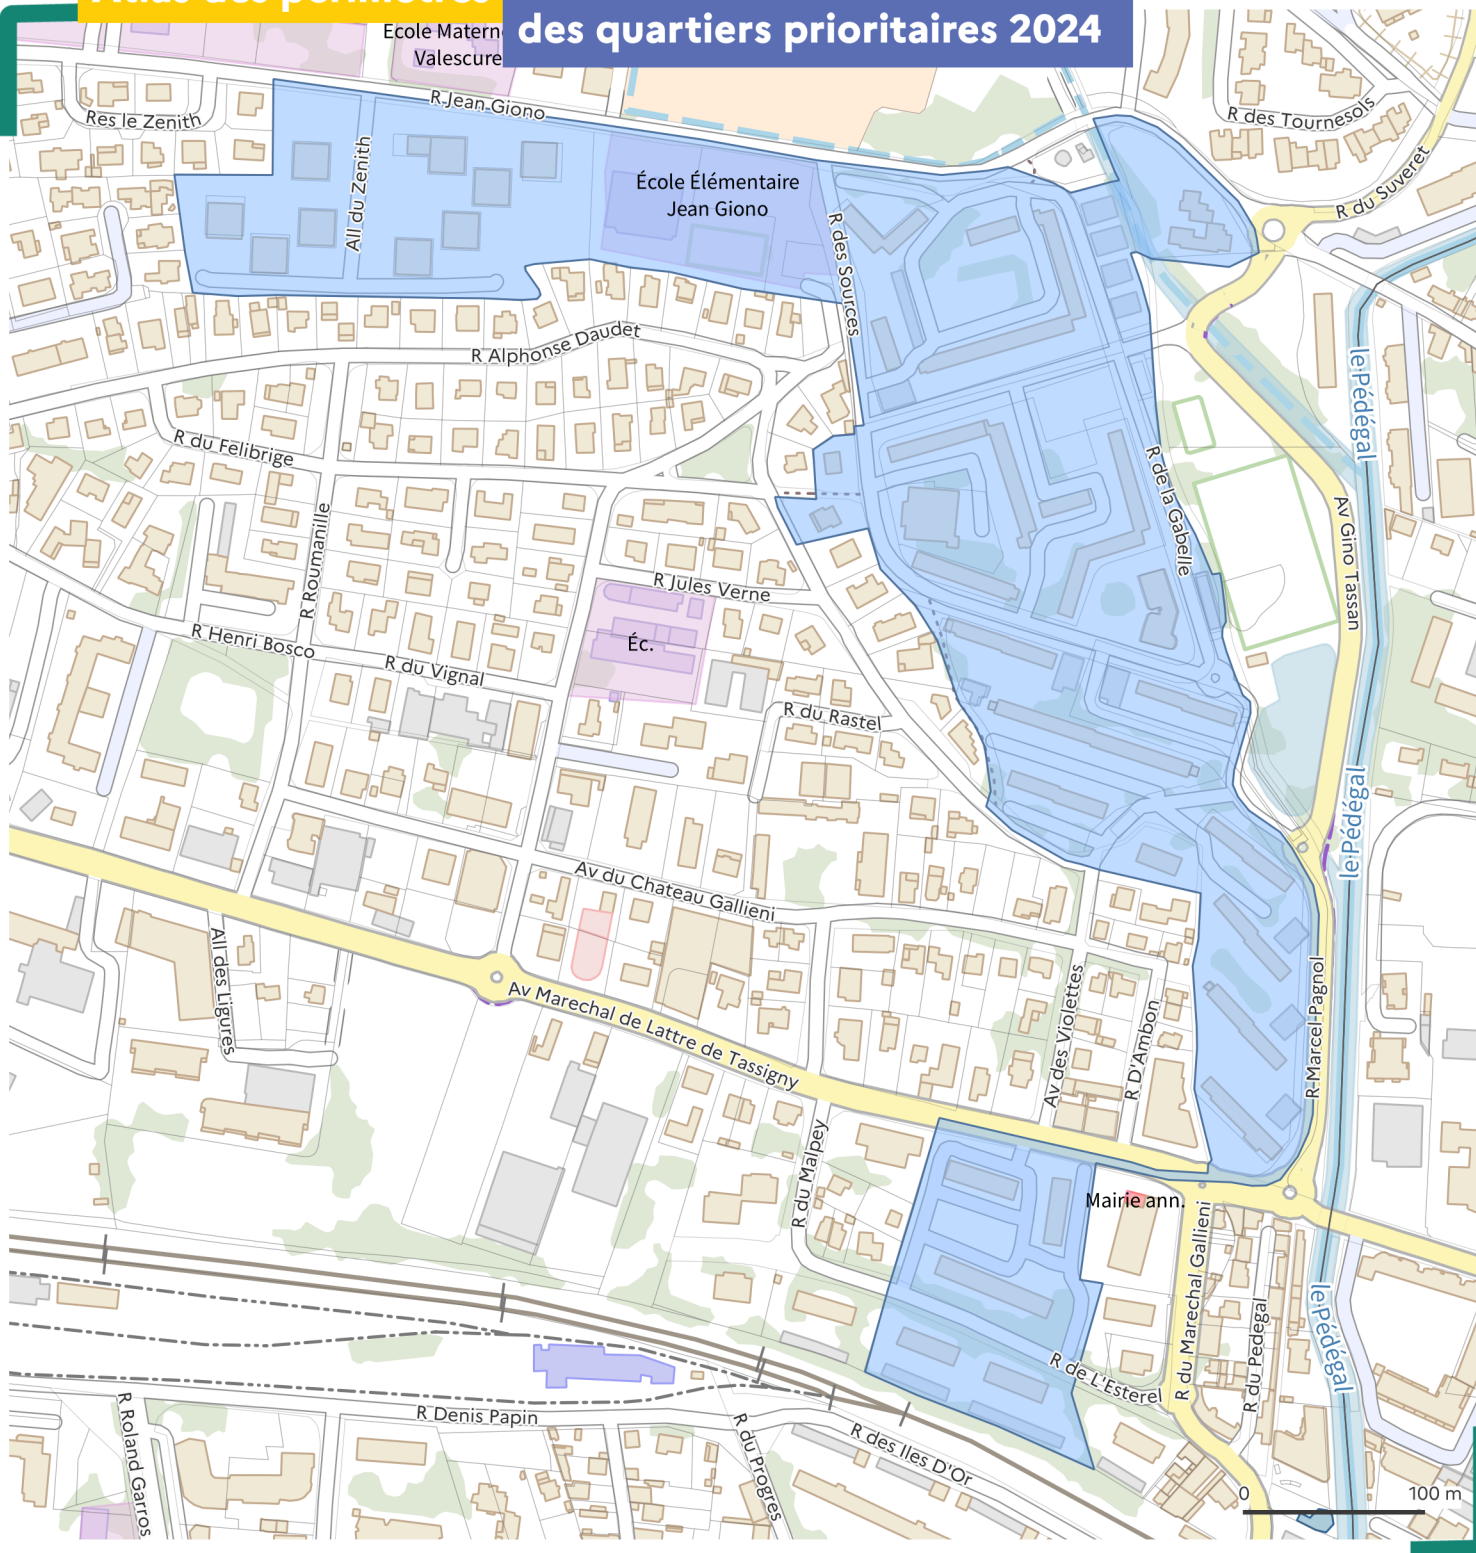 Atlas des périmètres
des quartiers prioritaires 2024
Valescure
R Jean Giono
Res le Zenith
R des Tournesols
R du Suveret
All du Zenith
École Élémentaire
Jean Giono
R des Sources
R Alphonse Daudet
le Pédégal
R du Felibrige
R de la Gabelle
Av Gino Tassan
R Roumanille
R Jules Verne
R Henri Bosco
Éc.
R du Vignal
R du Rastel
le Pédégal
Av du Chateau Gallieni
All des Ligures
Av Marechal de Lattre de Tassigny
Av des Violettes
R D'Ambon
R Marcel Pagnol
R du Malpey
Mairie ann.
R du Marechal Gallieni
R du Pedegal
le Pédégal
R de L'Esterel
R Roland Garros
R Denis Papin
R du Progres
R des Iles D'Or
0 100 m